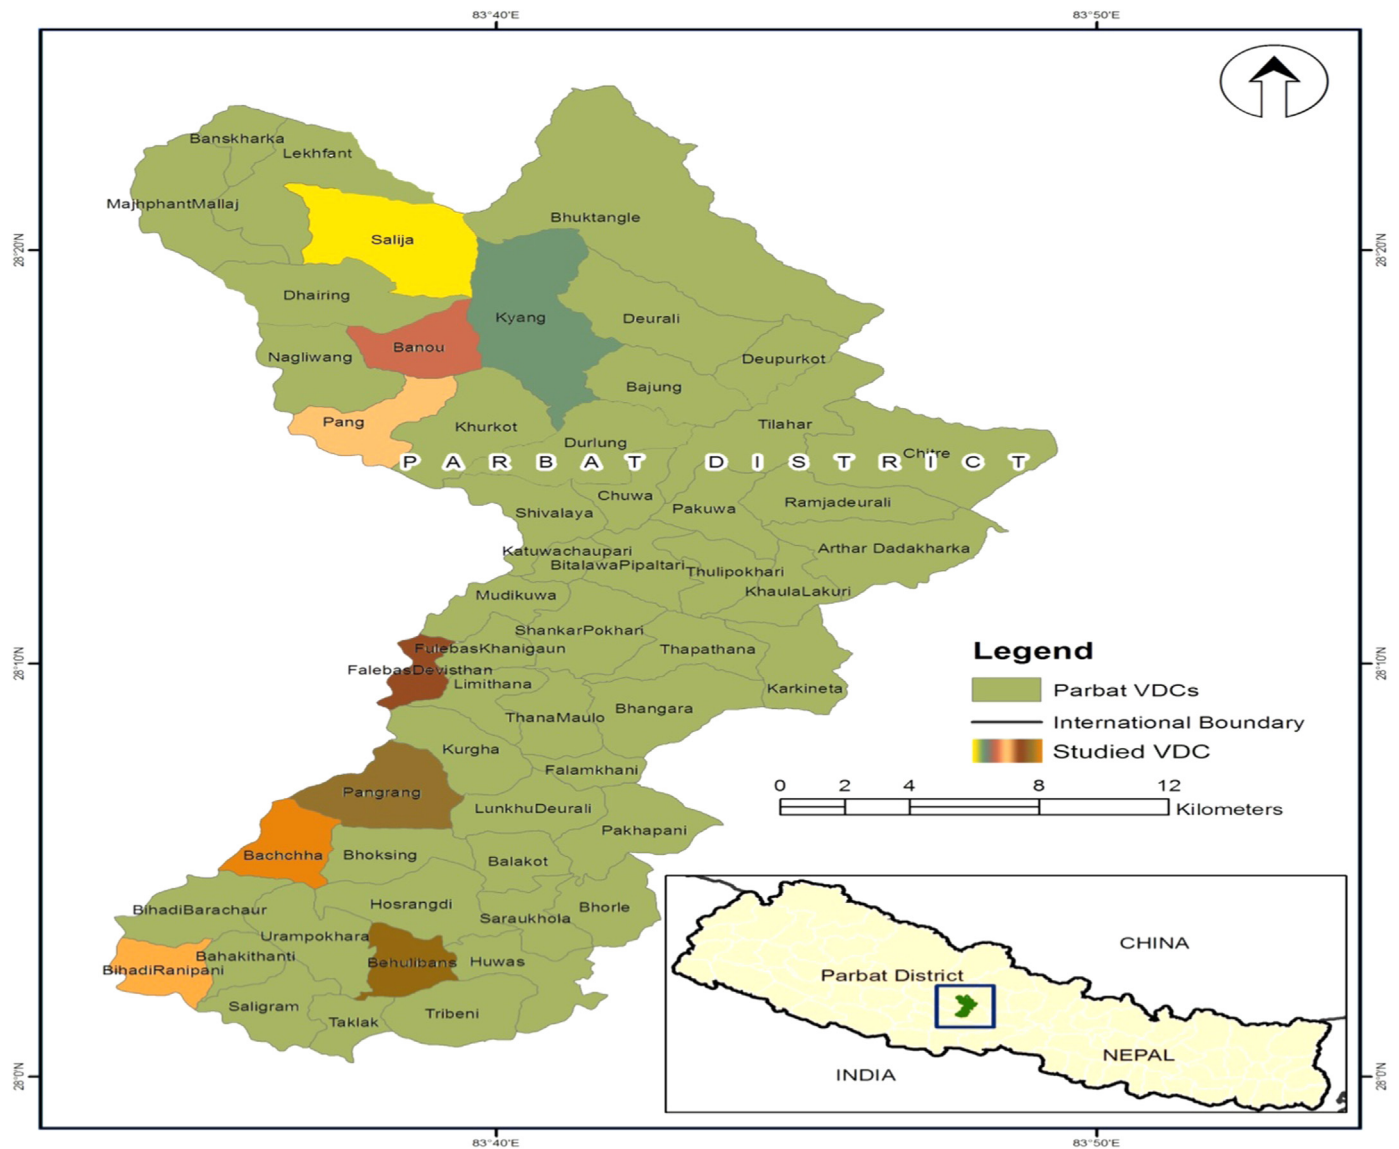 83°40'E
83°50'E
Banskharka
Lekhfant
MajhphantMallaj
Bhuktangle
Salija
28°20'N
28°20'N
Dhairing
Kyang
Deurali
Banou
Nagliwang
Deupurkot
Bajung
Pang
Khurkot
Tilahar
Durlung
Chitre
PARBAT DISTRICT
Chuwa
Pakuwa
Ramjadeurali
Shivalaya
Katuwachaupari
Arthar Dadakharka
BitalawaPipaltari
Thulipokhari
KhaulaLakuri
Mudikuwa
ShankarPokhari
FulebasKhanigaun
Thapathana
28°10'N
28°10'N
FalebasDevisthan
Limithana
Karkineta
Bhangara
ThanaMaulo
Kurgha
Falamkhani
Pangrang
LunkhuDeurali
Pakhapani
Bachchha
Bhoksing
Balakot
Hosrangdi
BihadiBarachaur
Saraukhola
Bhorle
Urampokhara
Bahakithanti
BihadiRanipani
Behulibans
Huwas
Saligram
Taklak
Tribeni
28°0'N
28°0'N
Legend
Parbat VDCs
International Boundary
Studied VDC
0 2 4 8 12
Kilometers
CHINA
Parbat District
NEPAL
INDIA
83°40'E
83°50'E